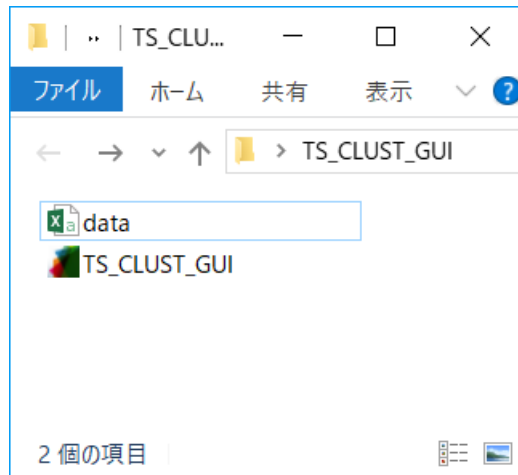 TS_CLU...
ファイル ホーム 共有 表示 ?
TS_CLUST_GUI
data
TS_CLUST_GUI
2 個の項目